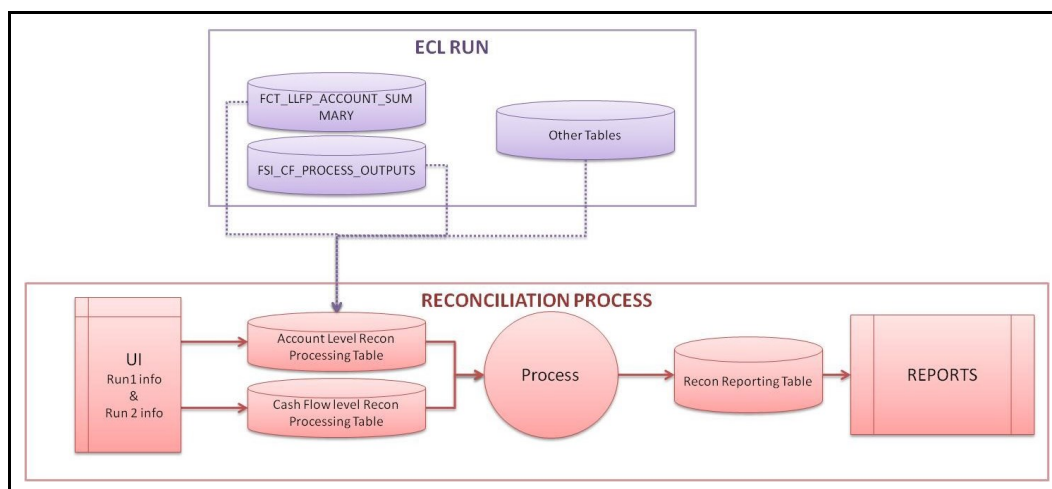 ECL RUN
FCT_LLFP_ACCOUNT_SUM
MARY
Other Tables
FSI_CF_PROCESS_OUTPUTS
RECONCILIATION PROCESS
UI
Run1 info
&
Run 2 info
Account Level Recon
Processing Table
Cash Flow level Recon
Processing Table
Process
Recon Reporting Table
REPORTS